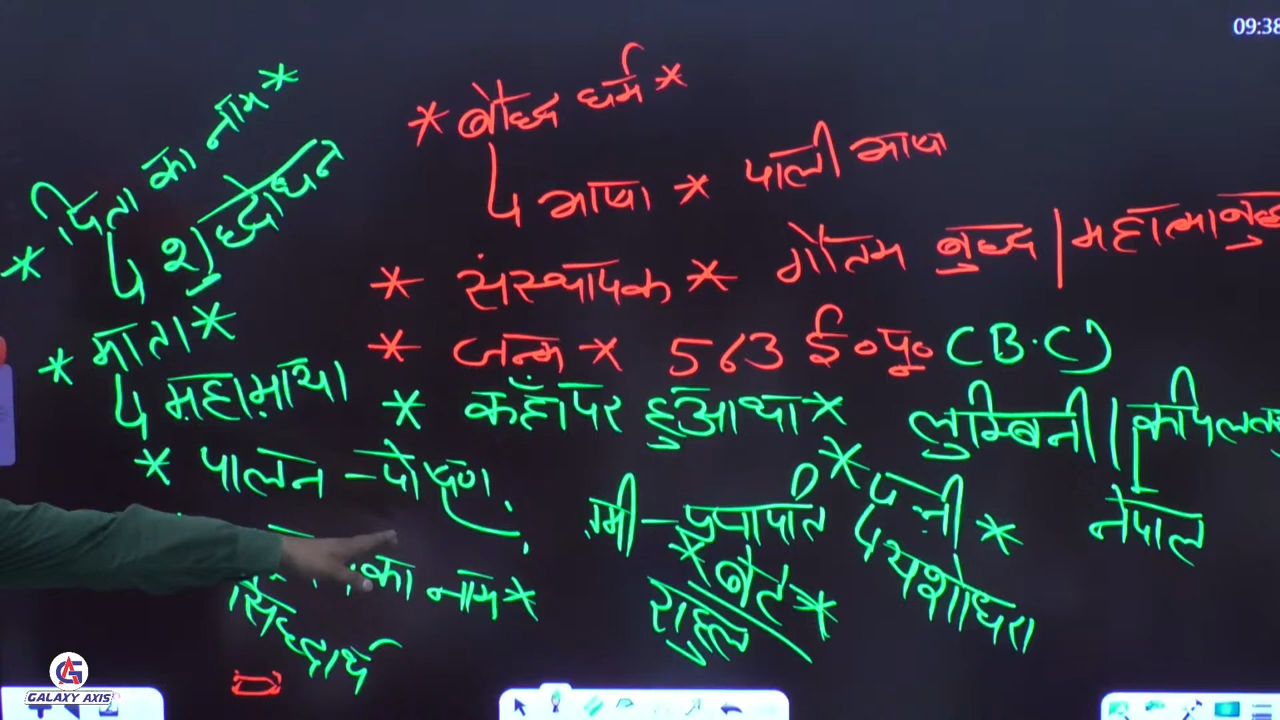 09:38
* बौद्ध धर्म *
भाषा * पाली भाषा
* संस्थापक * गौतम बुद्ध | महात्मा बुद्ध
* जन्म * 563 ई०पू० (B.C)
* कहाँ पर हुआ था * लुम्बिनी |
नेपाल
* पिता का नाम *
शुद्धोधन
* माता *
महामाया
* पालन-पोषण
मी-प्रजापति
का नाम *
सिद्धार्थ
* पत्नी *
यशोधरा
* बेटे *
राहुल
GALAXY AXIS